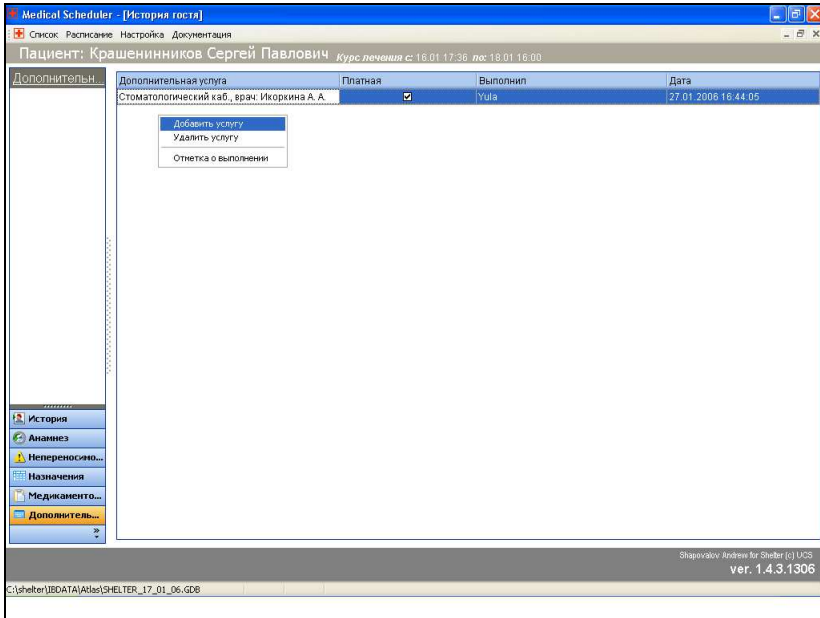 Medical Scheduler - [История гостя]
Список Расписание Настройка Документация
Пациент: Крашенинников Сергей Павлович Курс лечения с: 16.01 17:36 по: 18.01 16:00
Дополнительн...
Дополнительная услуга Платная Выполнил Дата
Стоматологический каб., врач: Икоркина А. А. Yula 27.01.2006 16:44:05
Добавить услугу
Удалить услугу
Отметка о выполнении
История
Анамнез
Непереносимо...
Назначения
Медикаменто...
Дополнитель...
Shapovalov Andrew for Shelter (c) UCS
ver. 1.4.3.1306
C:\shelter\IBDATA\Atlas\SHELTER_17_01_06.GDB